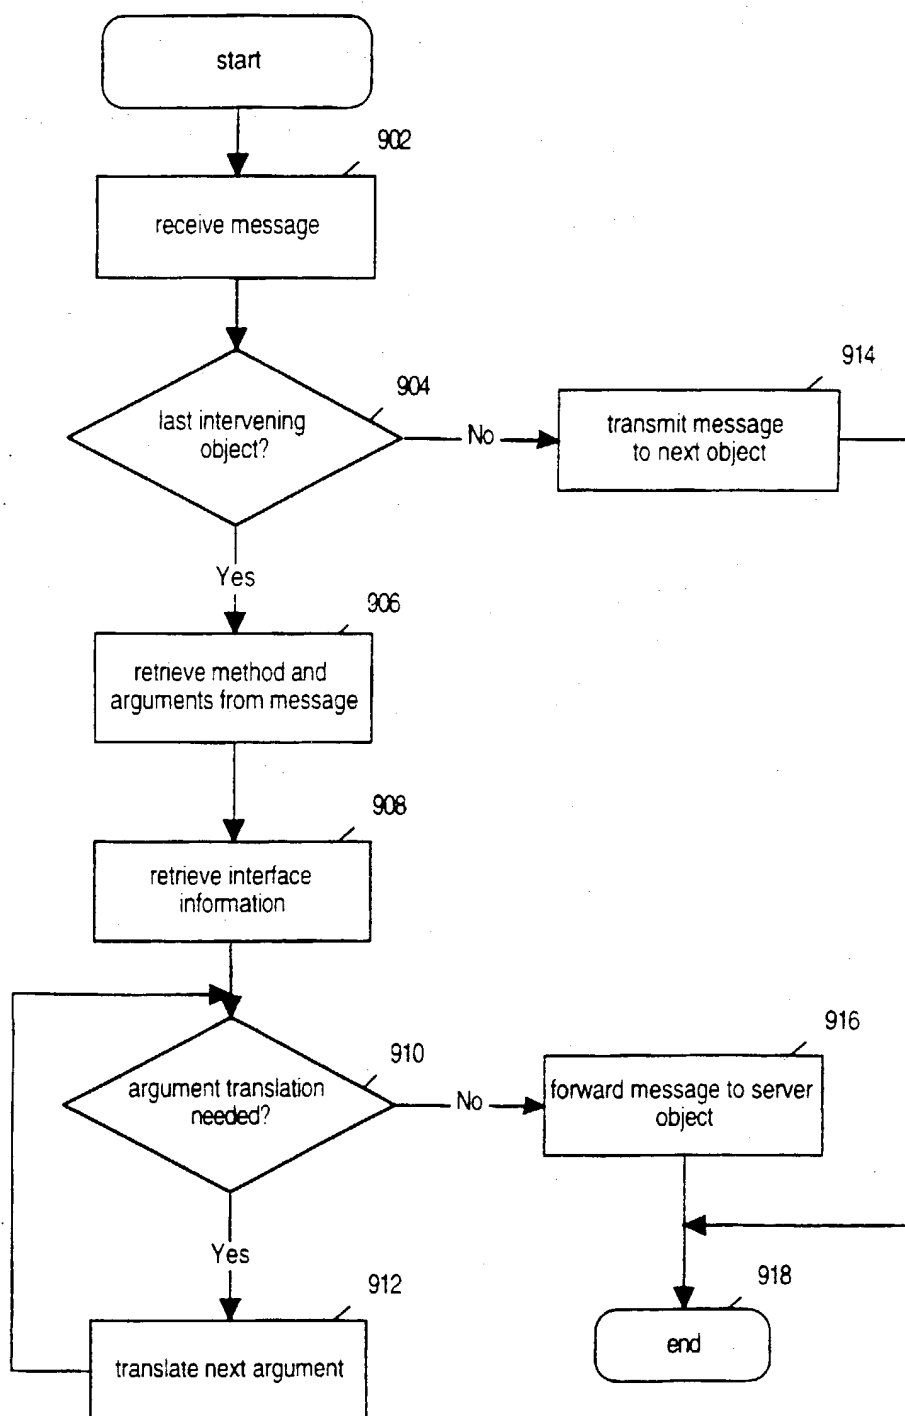 start
902
receive message
904
last intervening
object?
No
914
transmit message
to next object
Yes
906
retrieve method and
arguments from message
908
retrieve interface
information
910
argument translation
needed?
No
916
forward message to server
object
Yes
912
translate next argument
918
end